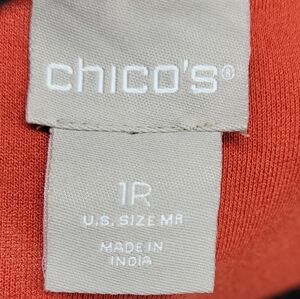 chico's®
1R
U.S. SIZE MR
MADE IN
INDIA